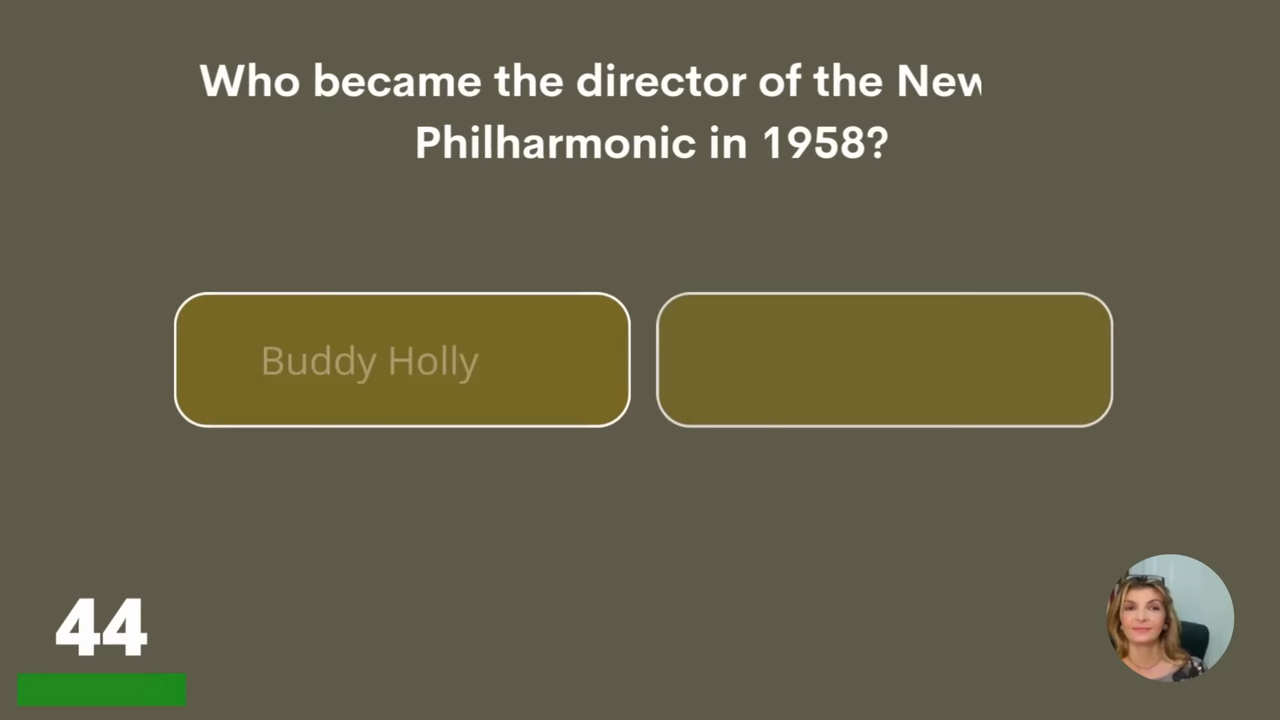 Who became the director of the New
Philharmonic in 1958?
Buddy Holly
44